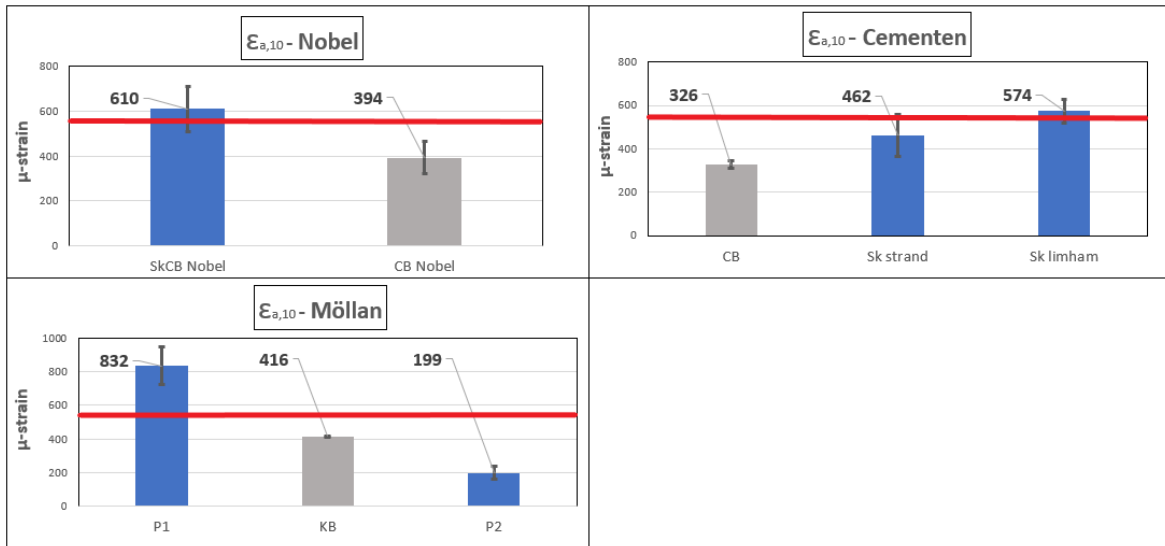 εa,10 - Nobel
800
600
400
200
0
μ-strain
610
394
SkCB Nobel
CB Nobel
εa,10 - Cementen
800
600
400
200
0
μ-strain
326
462
574
CB
Sk strand
Sk limham
εa,10 - Möllan
1000
800
600
400
200
0
μ-strain
832
416
199
P1
KB
P2